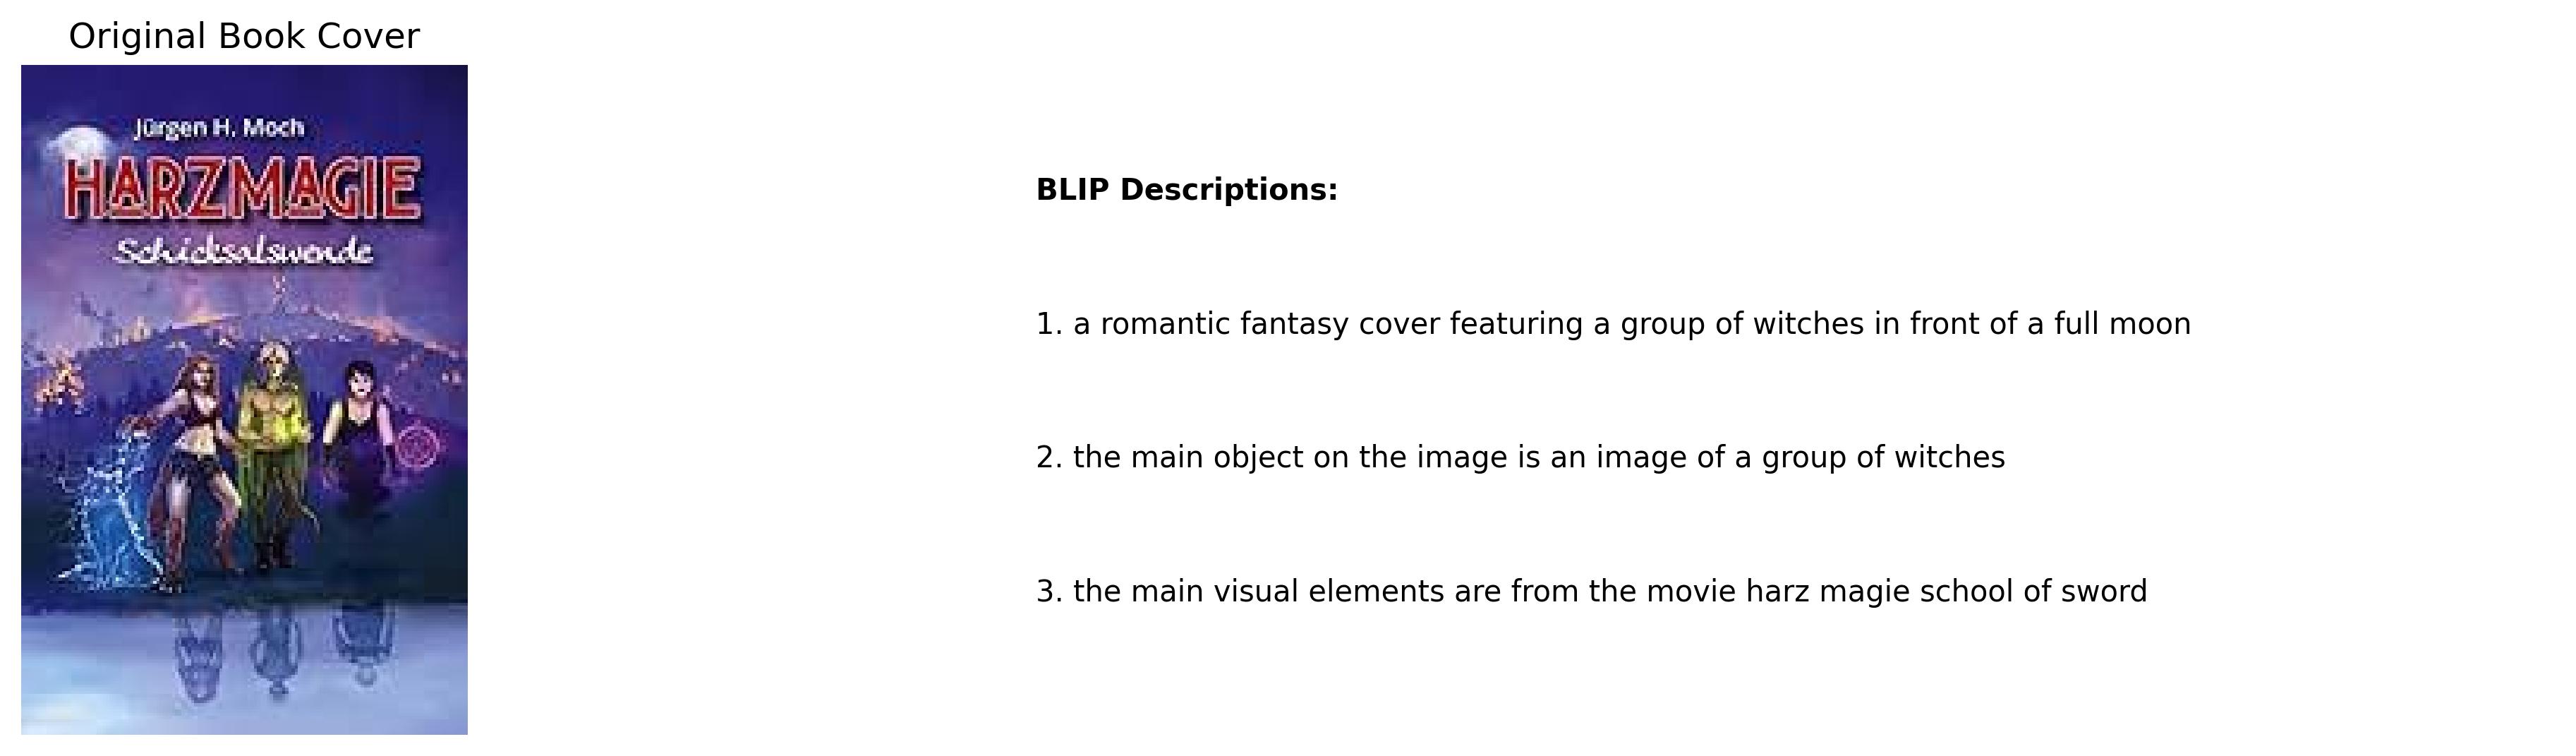 Original Book Cover
Jürgen H. Moch
HARZMAGIE
Schicksalswende
BLIP Descriptions:
1. a romantic fantasy cover featuring a group of witches in front of a full moon
2. the main object on the image is an image of a group of witches
3. the main visual elements are from the movie harz magie school of sword